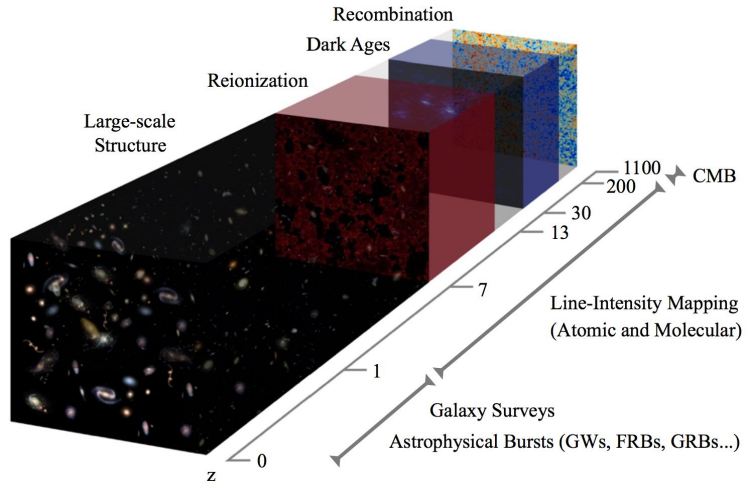 Recombination
Dark Ages
Reionization
Large-scale
Structure
1100
200
CMB
30
13
7
Line-Intensity Mapping
(Atomic and Molecular)
1
Galaxy Surveys
Astrophysical Bursts (GWs, FRBs, GRBs...)
0
z